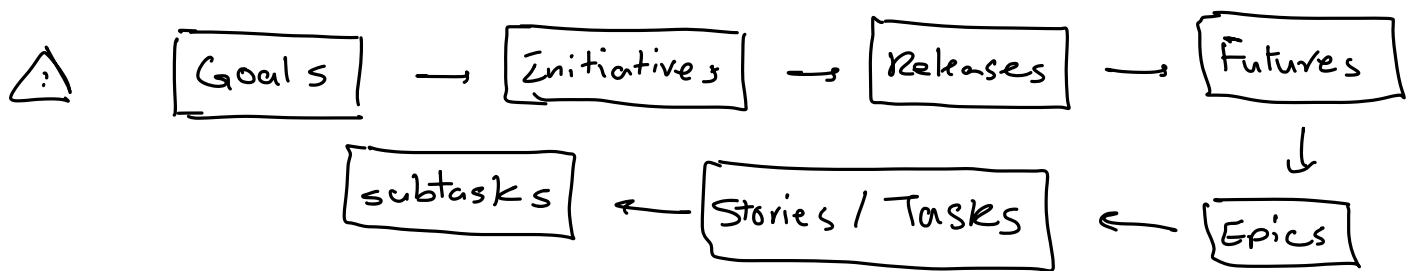 Goals → Initiatives → Releases → Futures
↓
subtasks ← Stories / Tasks ← Epics